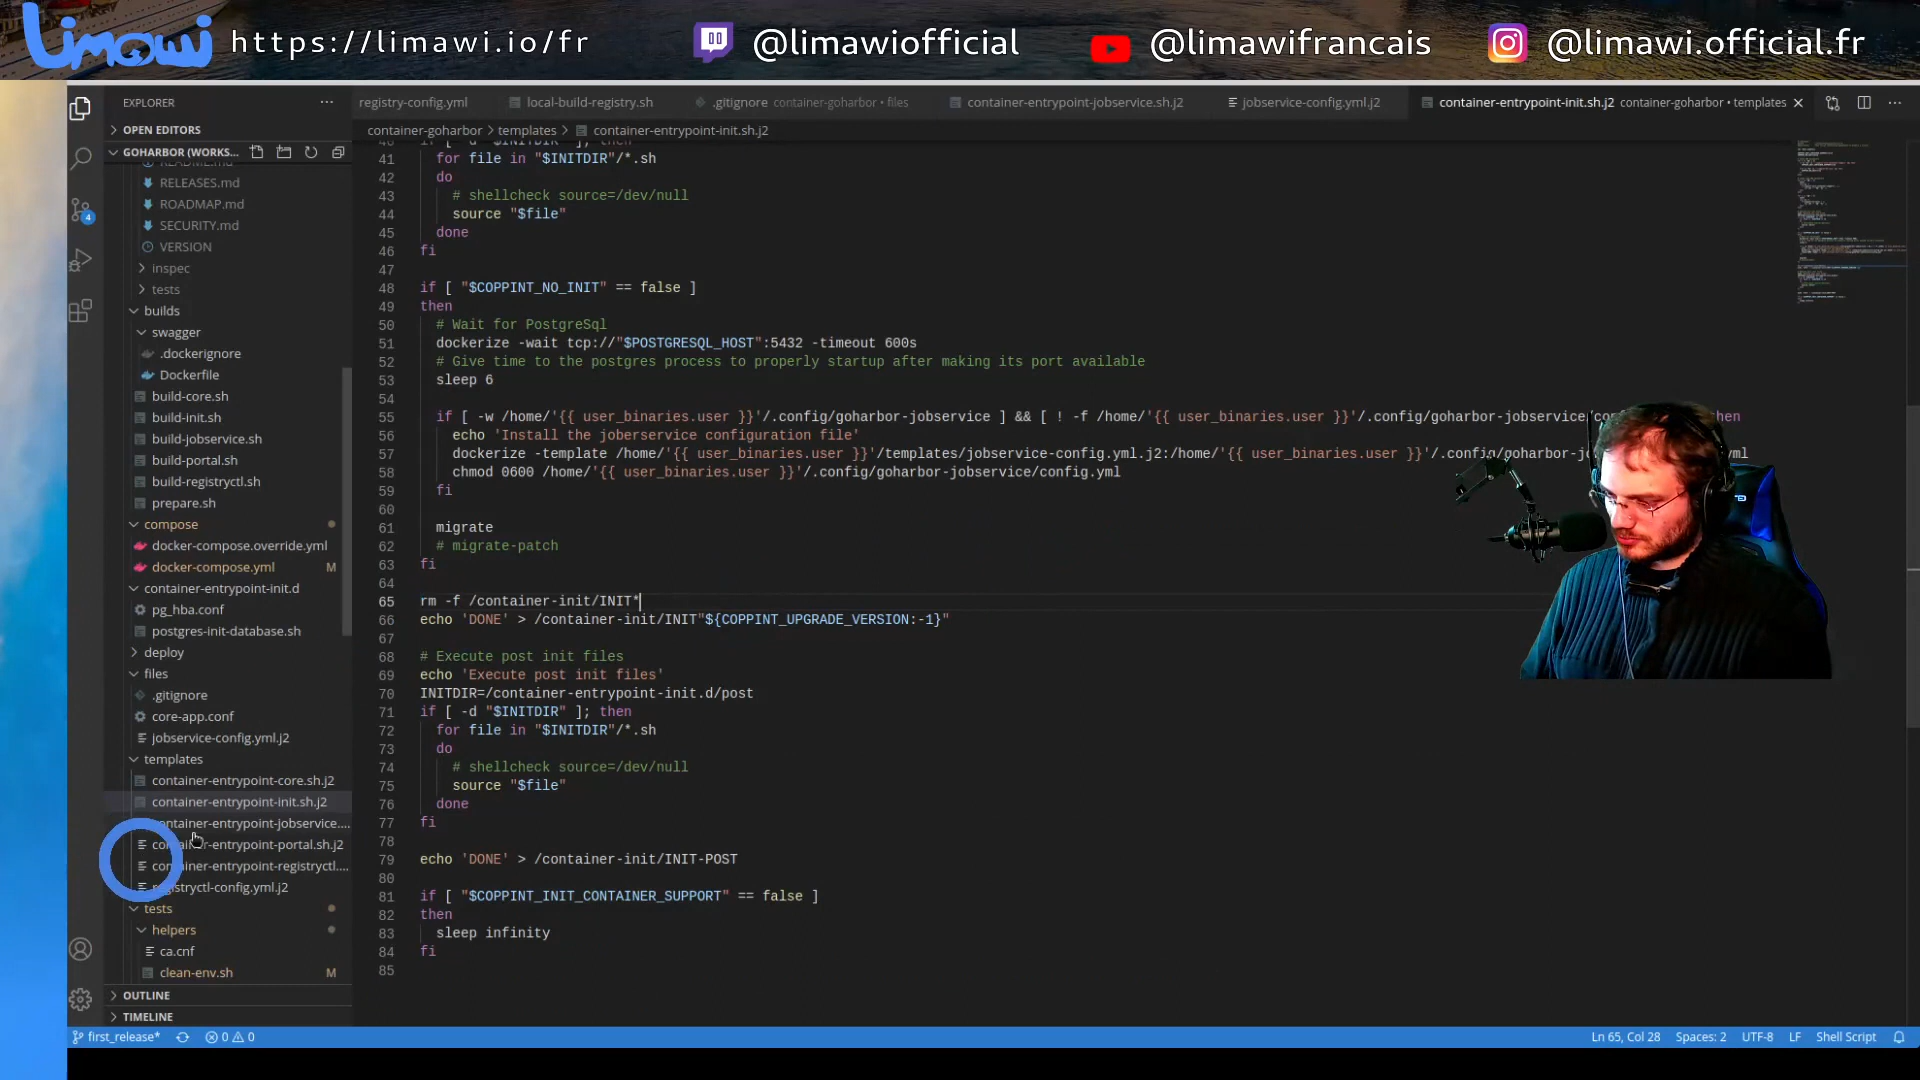 Limawi https://limawi.io/fr @limawiofficial @limawifrancais @limawi.official.fr
EXPLORER
registry-config.yml local-build-registry.sh .gitignore container-goharbor • files container-entrypoint-jobservice.sh.j2 jobservice-config.yml.j2 container-entrypoint-init.sh.j2 container-goharbor • templates
OPEN EDITORS
GOHARBOR (WORKS...
container-goharbor > templates > container-entrypoint-init.sh.j2
README.md
RELEASES.md
ROADMAP.md
SECURITY.md
VERSION
inspec
tests
builds
swagger
.dockerignore
Dockerfile
build-core.sh
build-init.sh
build-jobservice.sh
build-portal.sh
build-registryctl.sh
prepare.sh
compose
docker-compose.override.yml
docker-compose.yml M
container-entrypoint-init.d
pg_hba.conf
postgres-init-database.sh
deploy
files
.gitignore
core-app.conf
jobservice-config.yml.j2
templates
container-entrypoint-core.sh.j2
container-entrypoint-init.sh.j2
container-entrypoint-jobservice....
container-entrypoint-portal.sh.j2
container-entrypoint-registryctl....
registryctl-config.yml.j2
tests
helpers
ca.cnf
clean-env.sh M
OUTLINE
TIMELINE
4
40 if [ -d "$INITDIR" ]; then
41 for file in "$INITDIR"/*.sh
42 do
43 # shellcheck source=/dev/null
44 source "$file"
45 done
46 fi
47
48 if [ "$COPPINT_NO_INIT" == false ]
49 then
50 # Wait for PostgreSql
51 dockerize -wait tcp://"$POSTGRESQL_HOST":5432 -timeout 600s
52 # Give time to the postgres process to properly startup after making its port available
53 sleep 6
54
55 if [ -w /home/'{{ user_binaries.user }}'/.config/goharbor-jobservice ] && [ ! -f /home/'{{ user_binaries.user }}'/.config/goharbor-jobservice/ then
56 echo 'Install the joberservice configuration file'
57 dockerize -template /home/'{{ user_binaries.user }}'/templates/jobservice-config.yml.j2:/home/'{{ user_binaries.user }}'/.config/goharbor-
58 chmod 0600 /home/'{{ user_binaries.user }}'/.config/goharbor-jobservice/config.yml
59 fi
60
61 migrate
62 # migrate-patch
63 fi
64
65 rm -f /container-init/INIT*
66 echo 'DONE' > /container-init/INIT"${COPPINT_UPGRADE_VERSION:-1}"
67
68 # Execute post init files
69 echo 'Execute post init files'
70 INITDIR=/container-entrypoint-init.d/post
71 if [ -d "$INITDIR" ]; then
72 for file in "$INITDIR"/*.sh
73 do
74 # shellcheck source=/dev/null
75 source "$file"
76 done
77 fi
78
79 echo 'DONE' > /container-init/INIT-POST
80
81 if [ "$COPPINT_INIT_CONTAINER_SUPPORT" == false ]
82 then
83 sleep infinity
84 fi
85
first_release* 0 0 Ln 65, Col 28 Spaces: 2 UTF-8 LF Shell Script